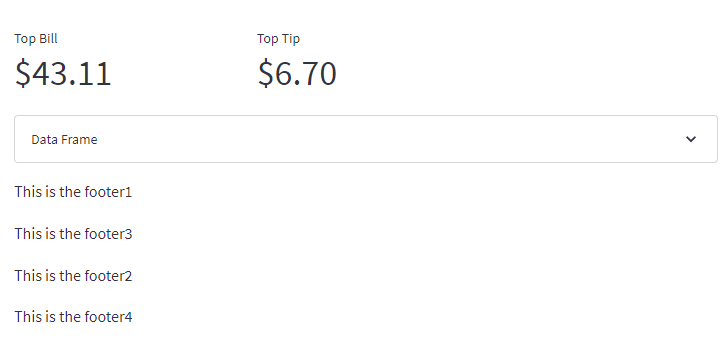 Top Bill
$43.11
Top Tip
$6.70
Data Frame
This is the footer1
This is the footer3
This is the footer2
This is the footer4